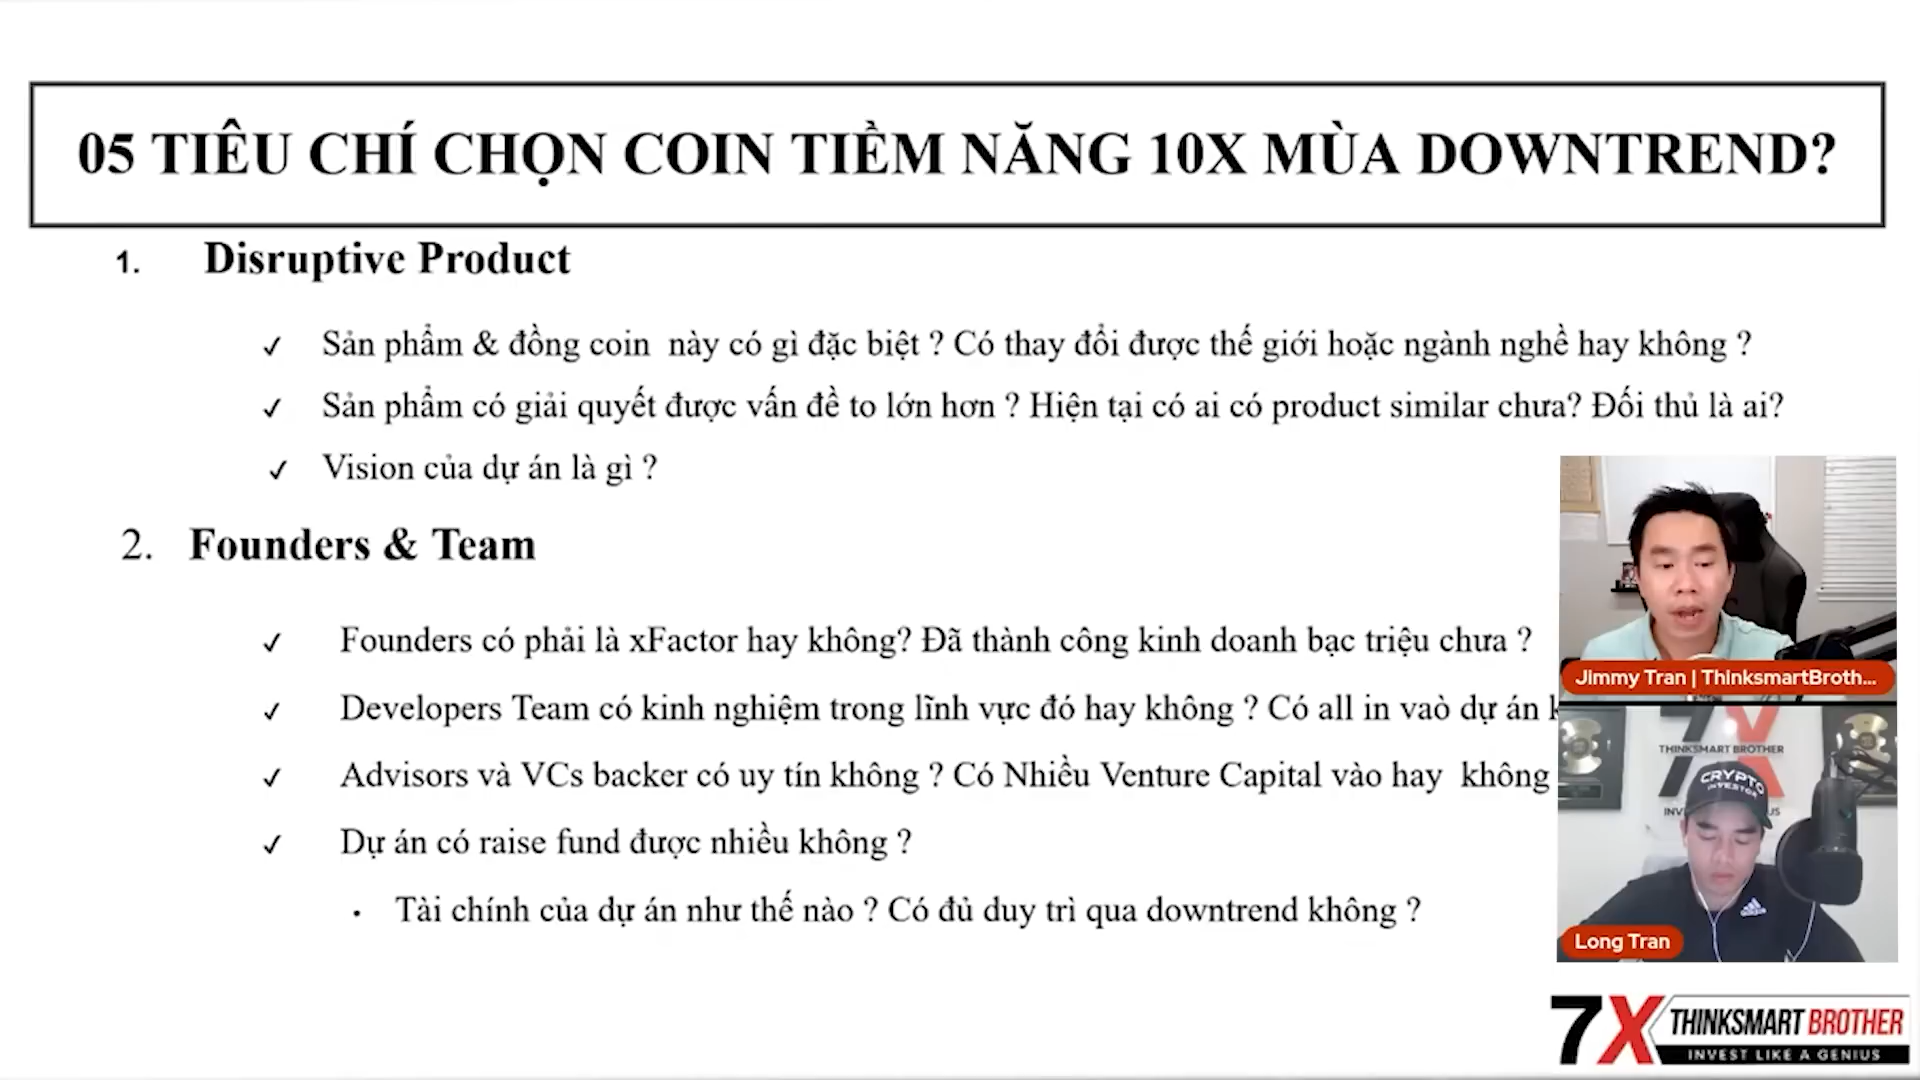 05 TIÊU CHÍ CHỌN COIN TIỀM NĂNG 10X MÙA DOWNTREND?
1. Disruptive Product
✓ Sản phẩm & đồng coin này có gì đặc biệt ? Có thay đổi được thế giới hoặc ngành nghề hay không ?
✓ Sản phẩm có giải quyết được vấn đề to lớn hơn ? Hiện tại có ai có product similar chưa? Đối thủ là ai?
✓ Vision của dự án là gì ?
2. Founders & Team
✓ Founders có phải là xFactor hay không? Đã thành công kinh doanh bạc triệu chưa ?
✓ Developers Team có kinh nghiệm trong lĩnh vực đó hay không ? Có all in vaò dự án
✓ Advisors và VCs backer có uy tín không ? Có Nhiều Venture Capital vào hay không
✓ Dự án có raise fund được nhiều không ?
• Tài chính của dự án như thế nào ? Có đủ duy trì qua downtrend không ?
Jimmy Tran | ThinksmartBroth...
7X
THINKSMART BROTHER
CRYPTO
INVESTOR
Long Tran
7X THINKSMART BROTHER
INVEST LIKE A GENIUS